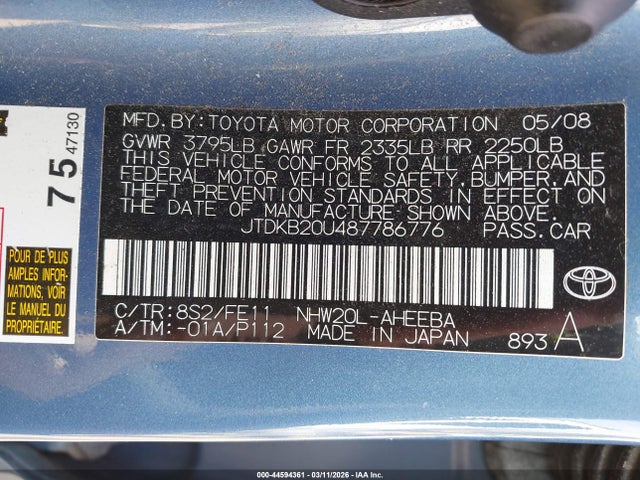 MFD. BY: TOYOTA MOTOR CORPORATION 05/08
GVWR 3795LB GAWR FR 2335LB RR 2250LB
THIS VEHICLE CONFORMS TO ALL APPLICABLE
FEDERAL MOTOR VEHICLE SAFETY, BUMPER, AND
THEFT PREVENTION STANDARDS IN EFFECT ON
THE DATE OF MANUFACTURE SHOWN ABOVE.
JTDKB20U487786776 PASS. CAR
C/TR: 8S2/FE11 NHW20L-AHEEBA
A/TM: -01A/P112 MADE IN JAPAN
893 A
TOYOTA
75
47130
POUR DE PLUS
AMPLES INFOR-
MATIONS, VOIR LE
MANUEL DU
PROPRIÉTAIRE.
000-44594361 - 03/11/2026 - IAA Inc.